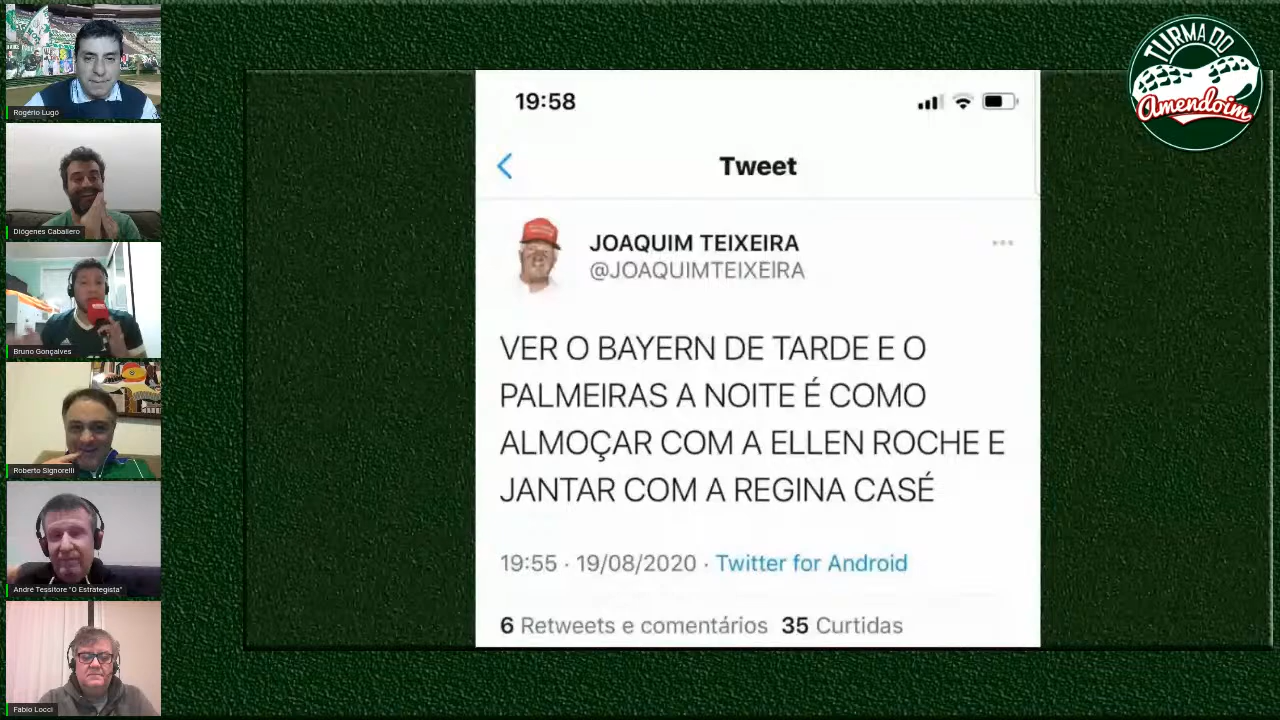 Rogério Lugó
Diógenes Caballero
Bruno Gonçalves
Roberto Signorelli
André Tessitore "O Estrategista"
Fabio Locci
19:58
Tweet
JOAQUIM TEIXEIRA
@JOAQUIMTEIXEIRA
VER O BAYERN DE TARDE E O
PALMEIRAS A NOITE É COMO
ALMOÇAR COM A ELLEN ROCHE E
JANTAR COM A REGINA CASÉ
19:55 · 19/08/2020 · Twitter for Android
6 Retweets e comentários 35 Curtidas
TURMA DO
Amendoim